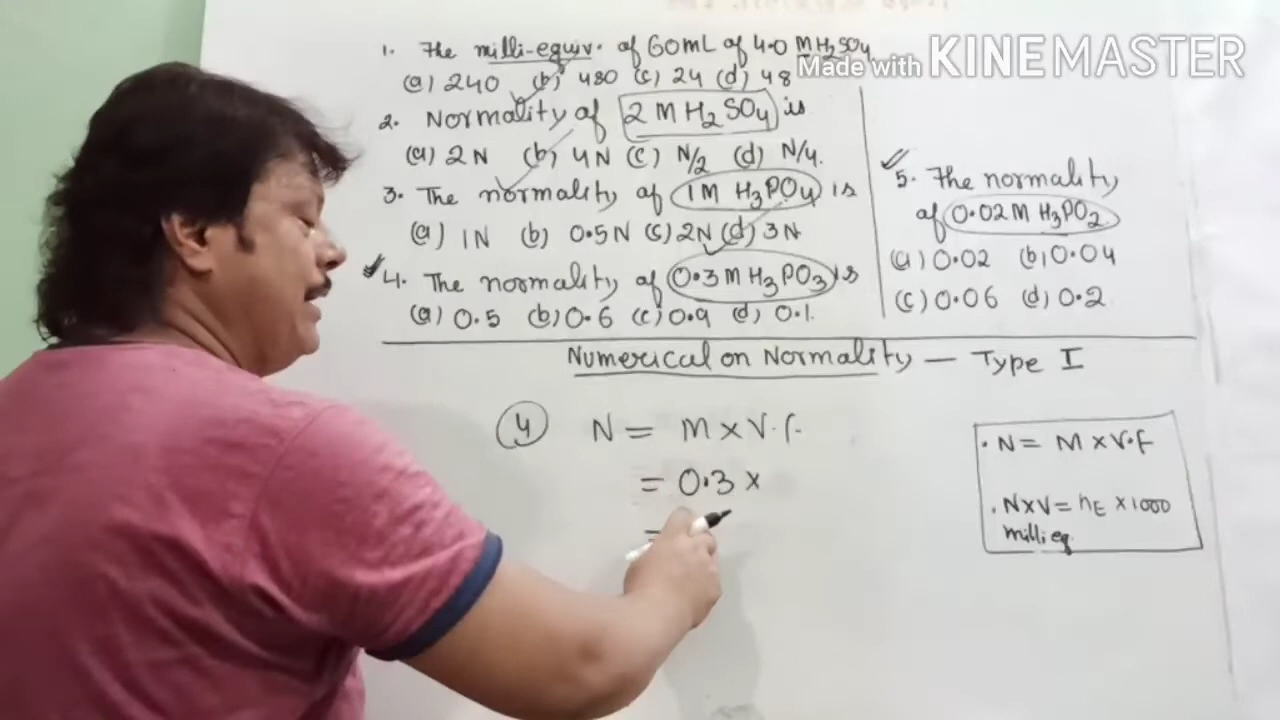 1. The milli-equiv. of 60mL of 4.0 MH₂SO₄
(a) 240 (b) 480 (c) 24 (d) 48
Made with KINEMASTER
2. Normality of 2 M H₂SO₄ is
(a) 2N (b) 4N (c) N/2 (d) N/4.
3. The normality of 1M H₃PO₄ is
(a) 1N (b) 0.5N (c) 2N (d) 3N
4. The normality of 0.3M H₃PO₃ is
(a) 0.5 (b) 0.6 (c) 0.9 (d) 0.1.
5. The normality
of 0.02M H₃PO₂
(a) 0.02 (b) 0.04
(c) 0.06 (d) 0.2
Numerical on Normality — Type I
4 N = M × V.f.
= 0.3 ×
=
. N = M × V.f
. N×V = nE × 1000
milli eq.